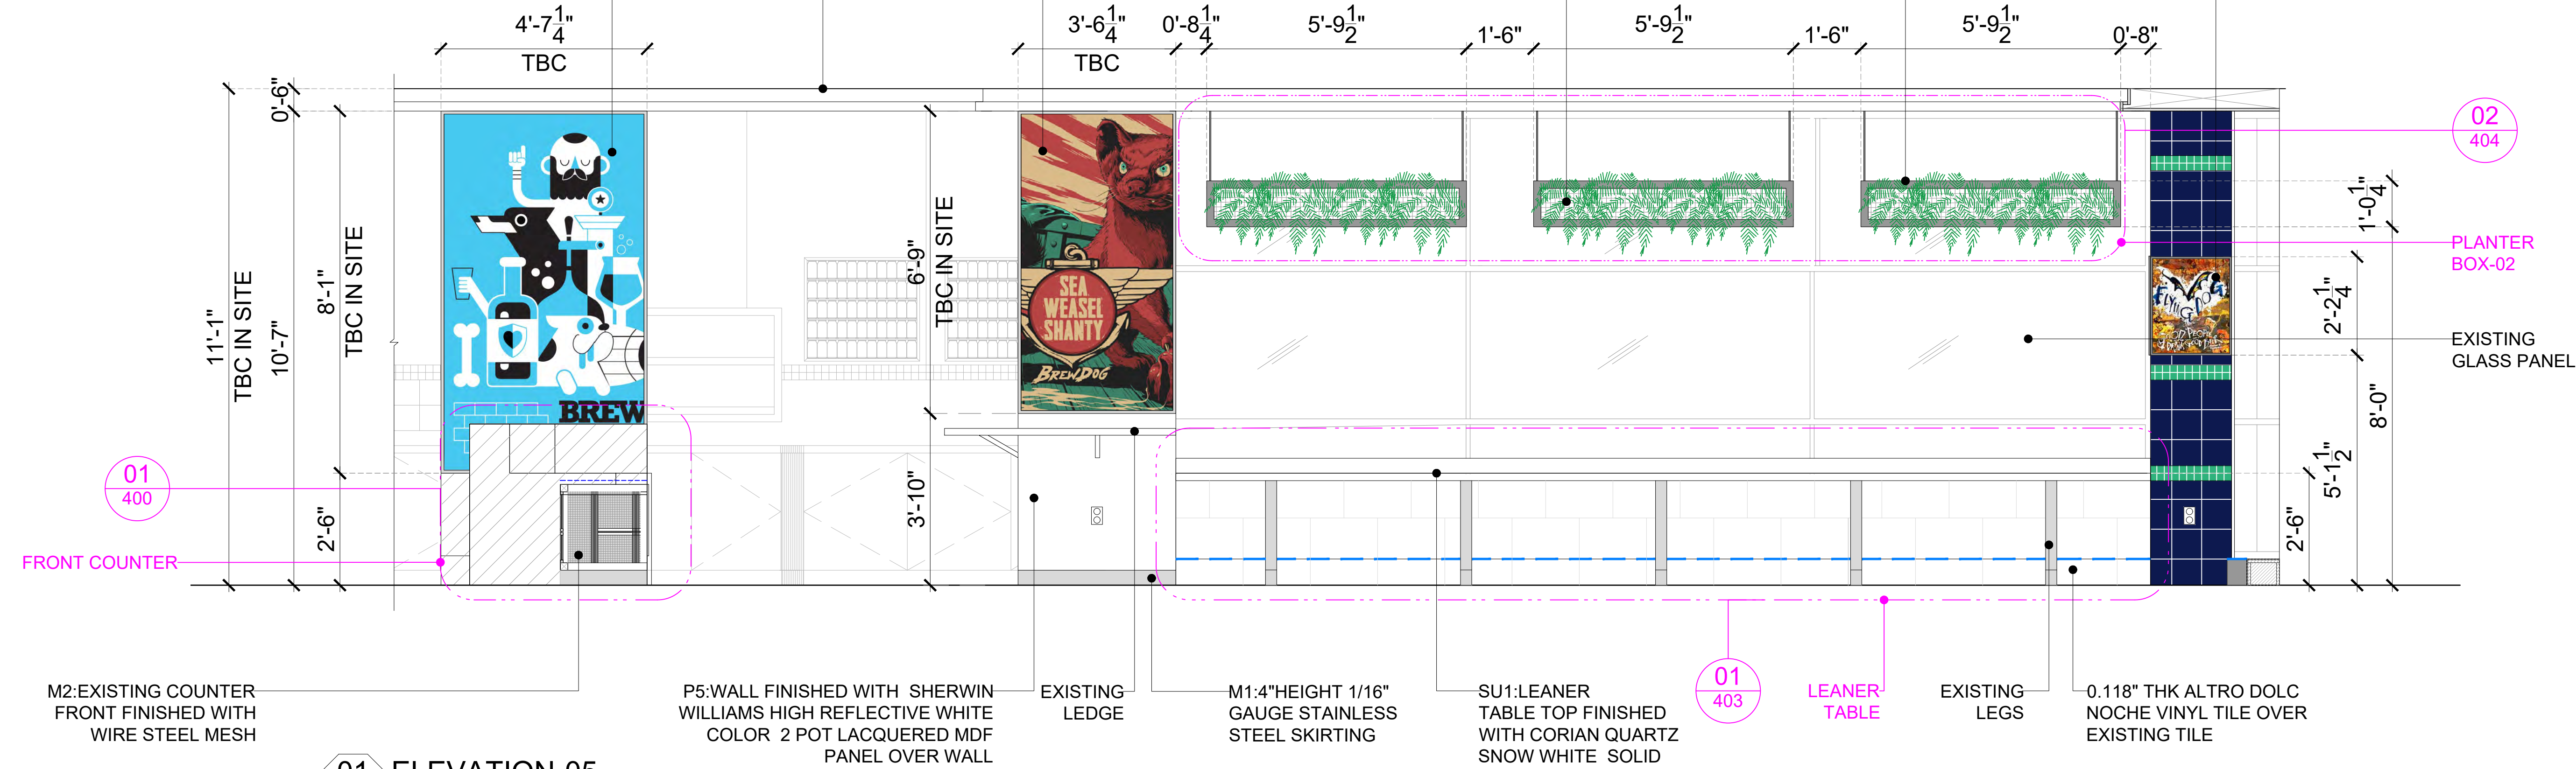 4'-7 1/4"
TBC
3'-6 1/4"
TBC
0'-8 1/4"
5'-9 1/2"
1'-6"
5'-9 1/2"
1'-6"
5'-9 1/2"
0'-8"
11'-1"
TBC IN SITE
0'-6"
10'-7"
8'-1"
TBC IN SITE
2'-6"
6'-9"
TBC IN SITE
3'-10"
BREW
SEA
WEASEL
SHANTY
BREWDOG
FLYING DOG
02
404
1'-0 1/4"
PLANTER
BOX-02
2'-2 1/4"
EXISTING
GLASS PANEL
8'-0"
5'-1 1/2"
2'-6"
01
400
FRONT COUNTER
M2:EXISTING COUNTER
FRONT FINISHED WITH
WIRE STEEL MESH
P5:WALL FINISHED WITH SHERWIN
WILLIAMS HIGH REFLECTIVE WHITE
COLOR 2 POT LACQUERED MDF
PANEL OVER WALL
EXISTING
LEDGE
M1:4"HEIGHT 1/16"
GAUGE STAINLESS
STEEL SKIRTING
SU1:LEANER
TABLE TOP FINISHED
WITH CORIAN QUARTZ
SNOW WHITE SOLID
01
403
LEANER
TABLE
EXISTING
LEGS
0.118" THK ALTRO DOLC
NOCHE VINYL TILE OVER
EXISTING TILE
01 ELEVATION-05